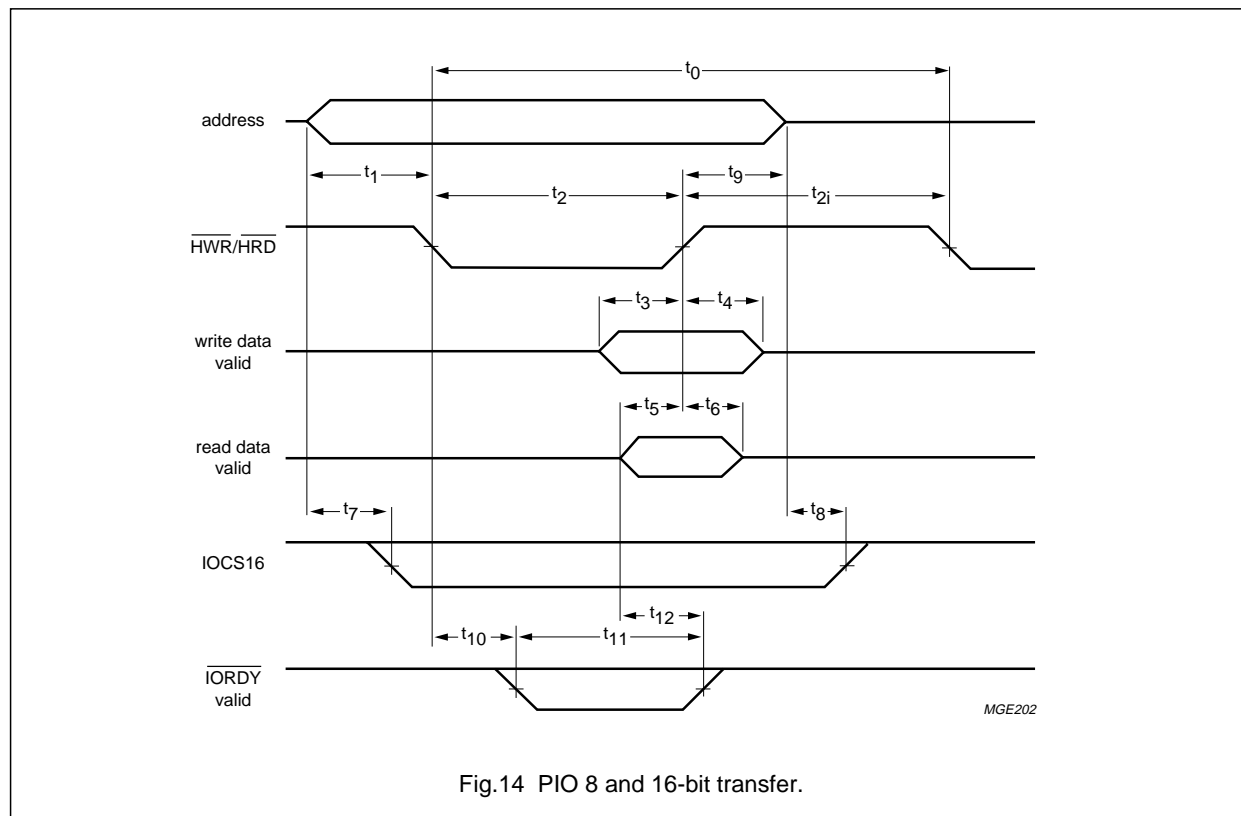 t0
address
t1
t2
t9
t2i
HWR/HRD
t3
t4
write data
valid
t5
t6
read data
valid
t7
t8
IOCS16
t12
t10
t11
IORDY
valid
MGE202
Fig.14 PIO 8 and 16-bit transfer.